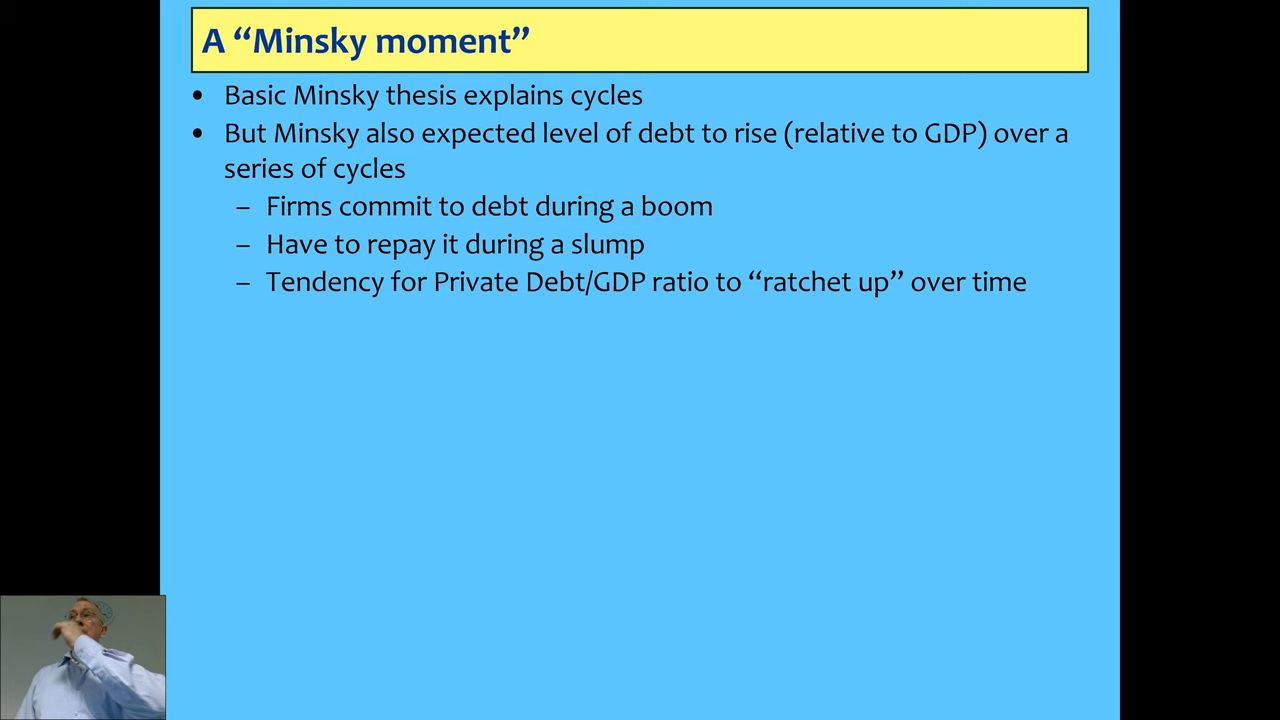 A “Minsky moment”
• Basic Minsky thesis explains cycles
• But Minsky also expected level of debt to rise (relative to GDP) over a
series of cycles
– Firms commit to debt during a boom
– Have to repay it during a slump
– Tendency for Private Debt/GDP ratio to “ratchet up” over time